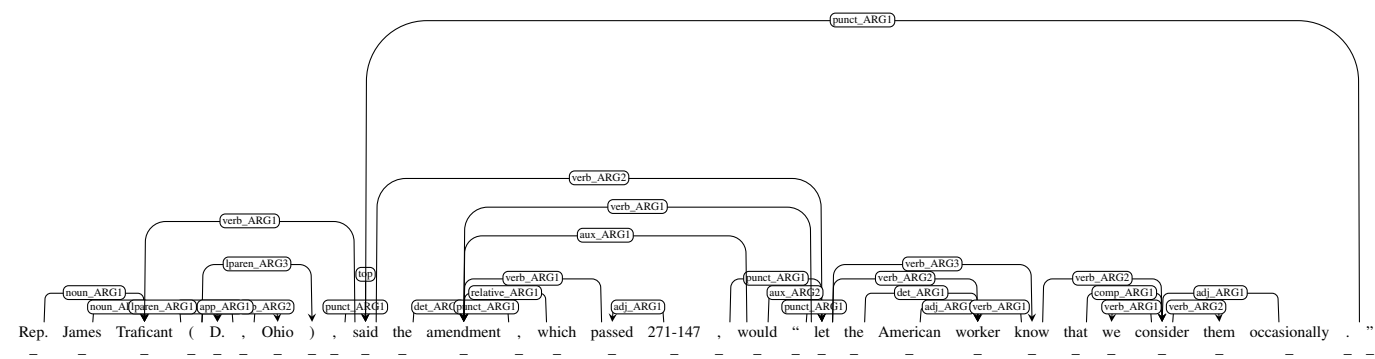 punct_ARG1
verb_ARG2
verb_ARG1
verb_ARG1
aux_ARG1
lparen_ARG3 top verb_ARG3
verb_ARG1 punct_ARG1 verb_ARG2 verb_ARG2
noun_ARG1 relative_ARG1 aux_ARG2 det_ARG1 comp_ARG1 adj_ARG1
lparen_ARG1 app_ARG1 punct_ARG1 punct_ARG1 adj_ARG1 punct_ARG1 verb_ARG1 verb_ARG1 verb_ARG2
Rep. James Traficant ( D. , Ohio ) , said the amendment , which passed 271-147 , would “ let the American worker know that we consider them occasionally . ”
_ _ _ _ _ _ _ _ _ _ _ _ _ _ _ _ _ _ _ _ _ _ _ _ _ _ _ _ _ _ _